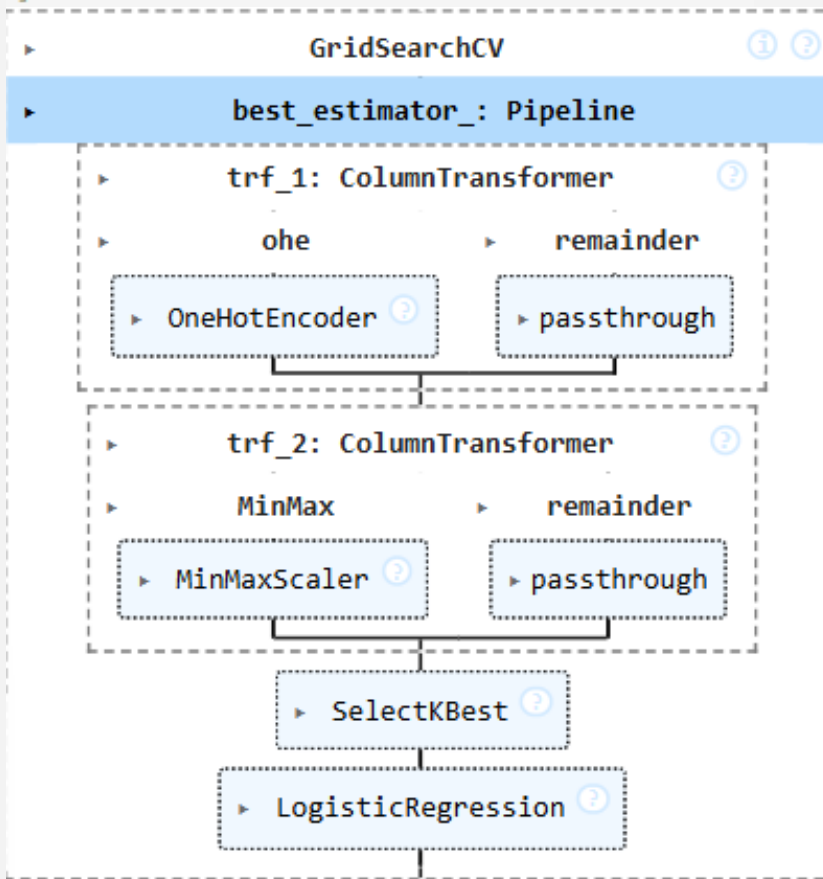 GridSearchCV i ?
best_estimator_: Pipeline
trf_1: ColumnTransformer ?
ohe remainder
OneHotEncoder ? passthrough
trf_2: ColumnTransformer ?
MinMax remainder
MinMaxScaler ? passthrough
SelectKBest ?
LogisticRegression ?